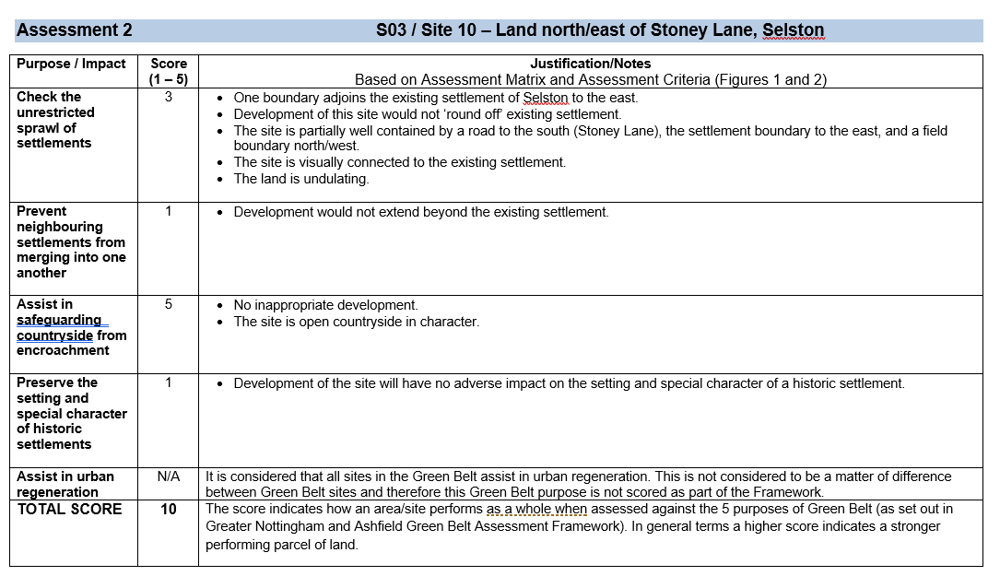 Assessment 2 S03 / Site 10 – Land north/east of Stoney Lane, Selston
Purpose / Impact
Score
(1 – 5)
Justification/Notes
Based on Assessment Matrix and Assessment Criteria (Figures 1 and 2)
Check the
unrestricted
sprawl of
settlements
3
• One boundary adjoins the existing settlement of Selston to the east.
• Development of this site would not ‘round off’ existing settlement.
• The site is partially well contained by a road to the south (Stoney Lane), the settlement boundary to the east, and a field
boundary north/west.
• The site is visually connected to the existing settlement.
• The land is undulating.
Prevent
neighbouring
settlements from
merging into one
another
1
• Development would not extend beyond the existing settlement.
Assist in
safeguarding
countryside from
encroachment
5
• No inappropriate development.
• The site is open countryside in character.
Preserve the
setting and
special character
of historic
settlements
1
• Development of the site will have no adverse impact on the setting and special character of a historic settlement.
Assist in urban
regeneration
N/A
It is considered that all sites in the Green Belt assist in urban regeneration. This is not considered to be a matter of difference
between Green Belt sites and therefore this Green Belt purpose is not scored as part of the Framework.
TOTAL SCORE
10
The score indicates how an area/site performs as a whole when assessed against the 5 purposes of Green Belt (as set out in
Greater Nottingham and Ashfield Green Belt Assessment Framework). In general terms a higher score indicates a stronger
performing parcel of land.